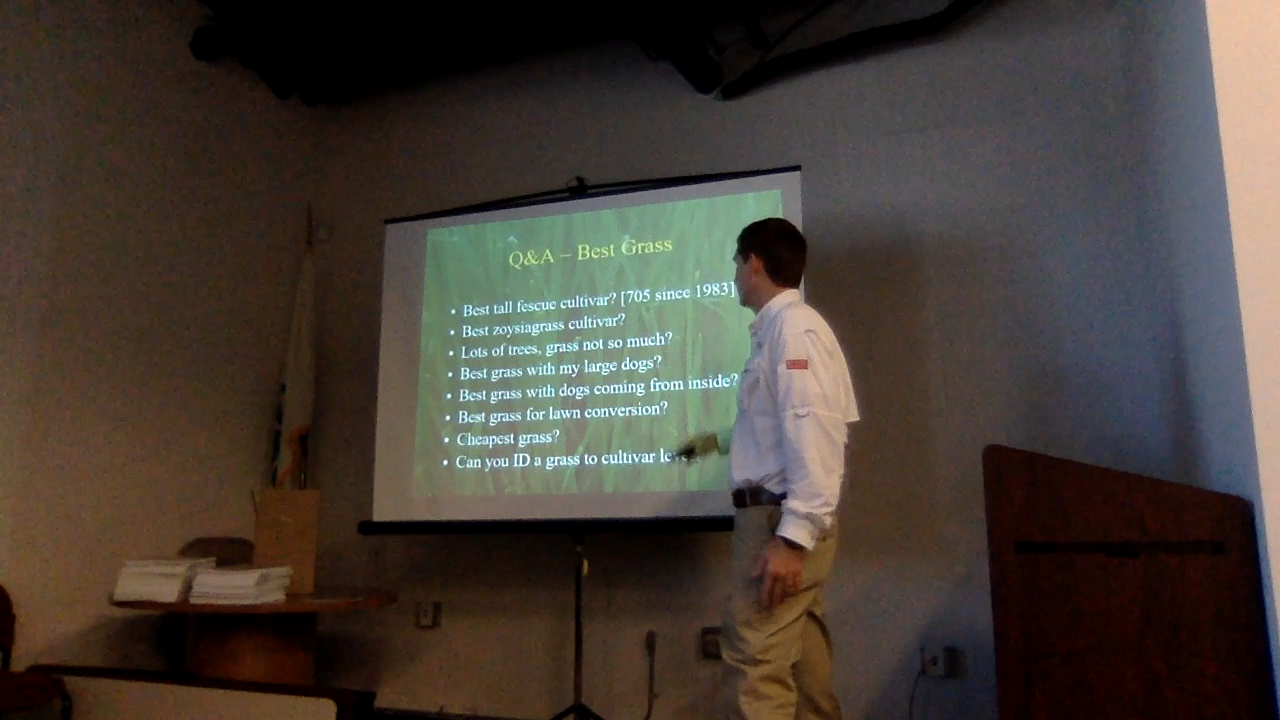 Q&A – Best Grass
• Best tall fescue cultivar? [705 since 1983]
• Best zoysiagrass cultivar?
• Lots of trees, grass not so much?
• Best grass with my large dogs?
• Best grass with dogs coming from inside?
• Best grass for lawn conversion?
• Cheapest grass?
• Can you ID a grass to cultivar